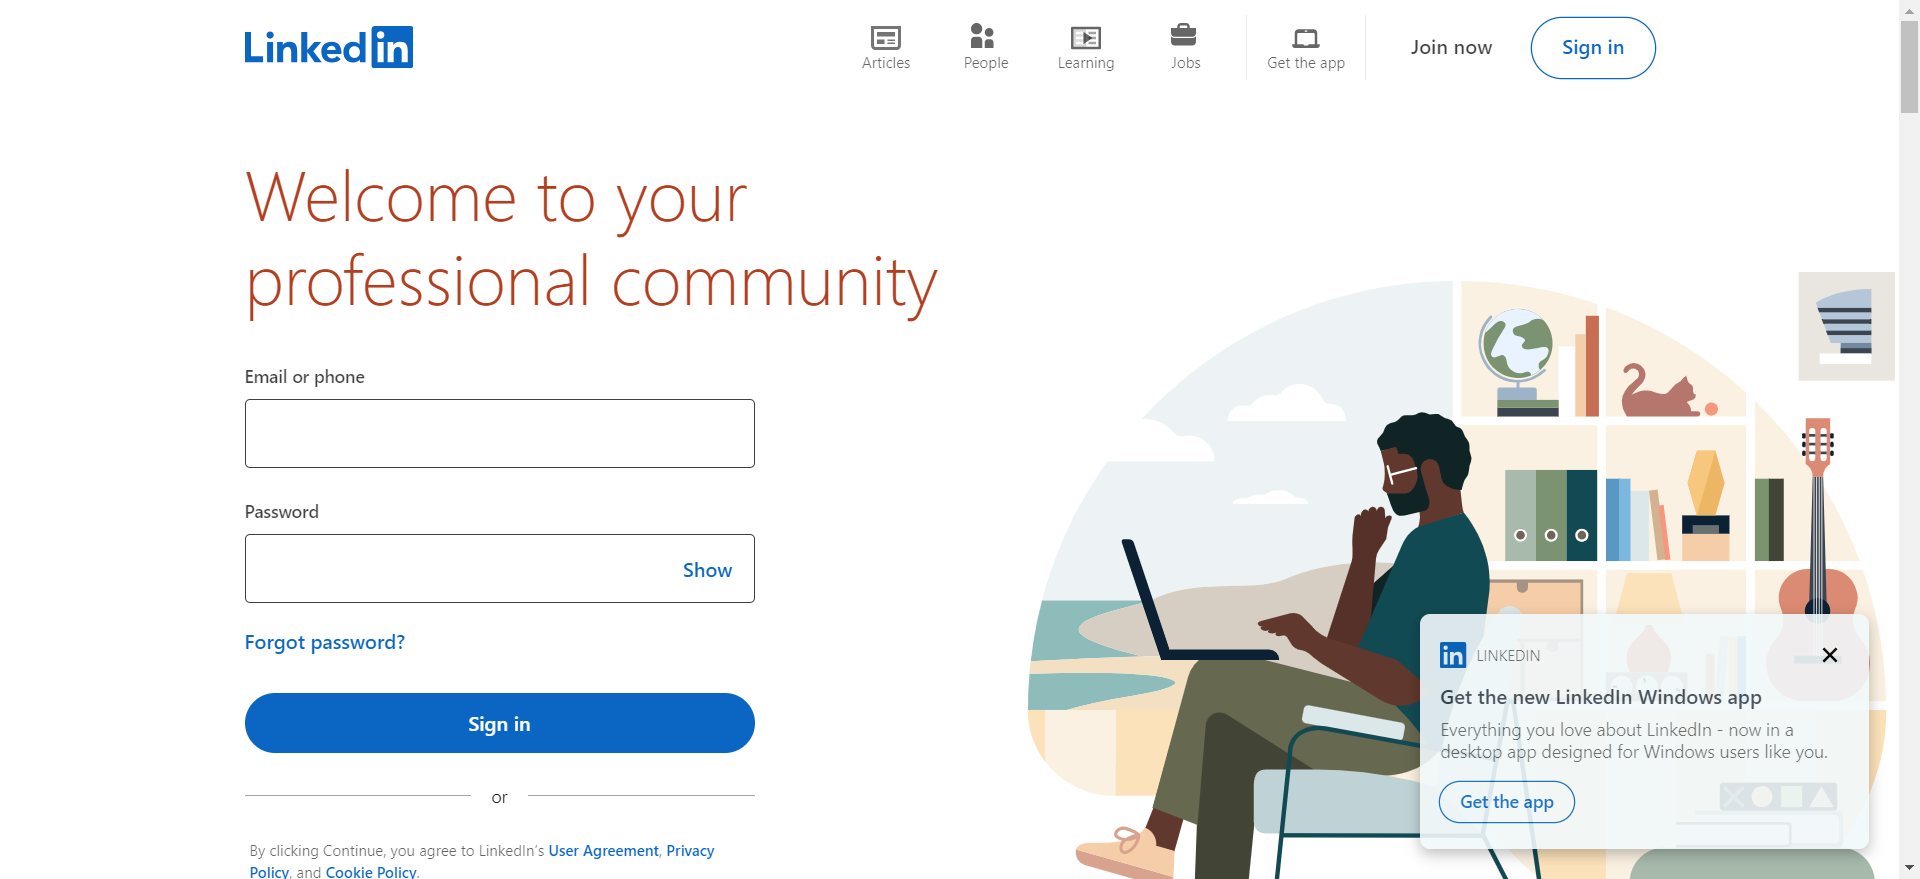 Linked in
Articles
People
Learning
Jobs
Get the app
Join now
Sign in
Welcome to your
professional community
Email or phone
Password
Show
Forgot password?
Sign in
or
By clicking Continue, you agree to LinkedIn's User Agreement, Privacy
Policy, and Cookie Policy.
in LINKEDIN
Get the new LinkedIn Windows app
Everything you love about LinkedIn - now in a
desktop app designed for Windows users like you.
Get the app